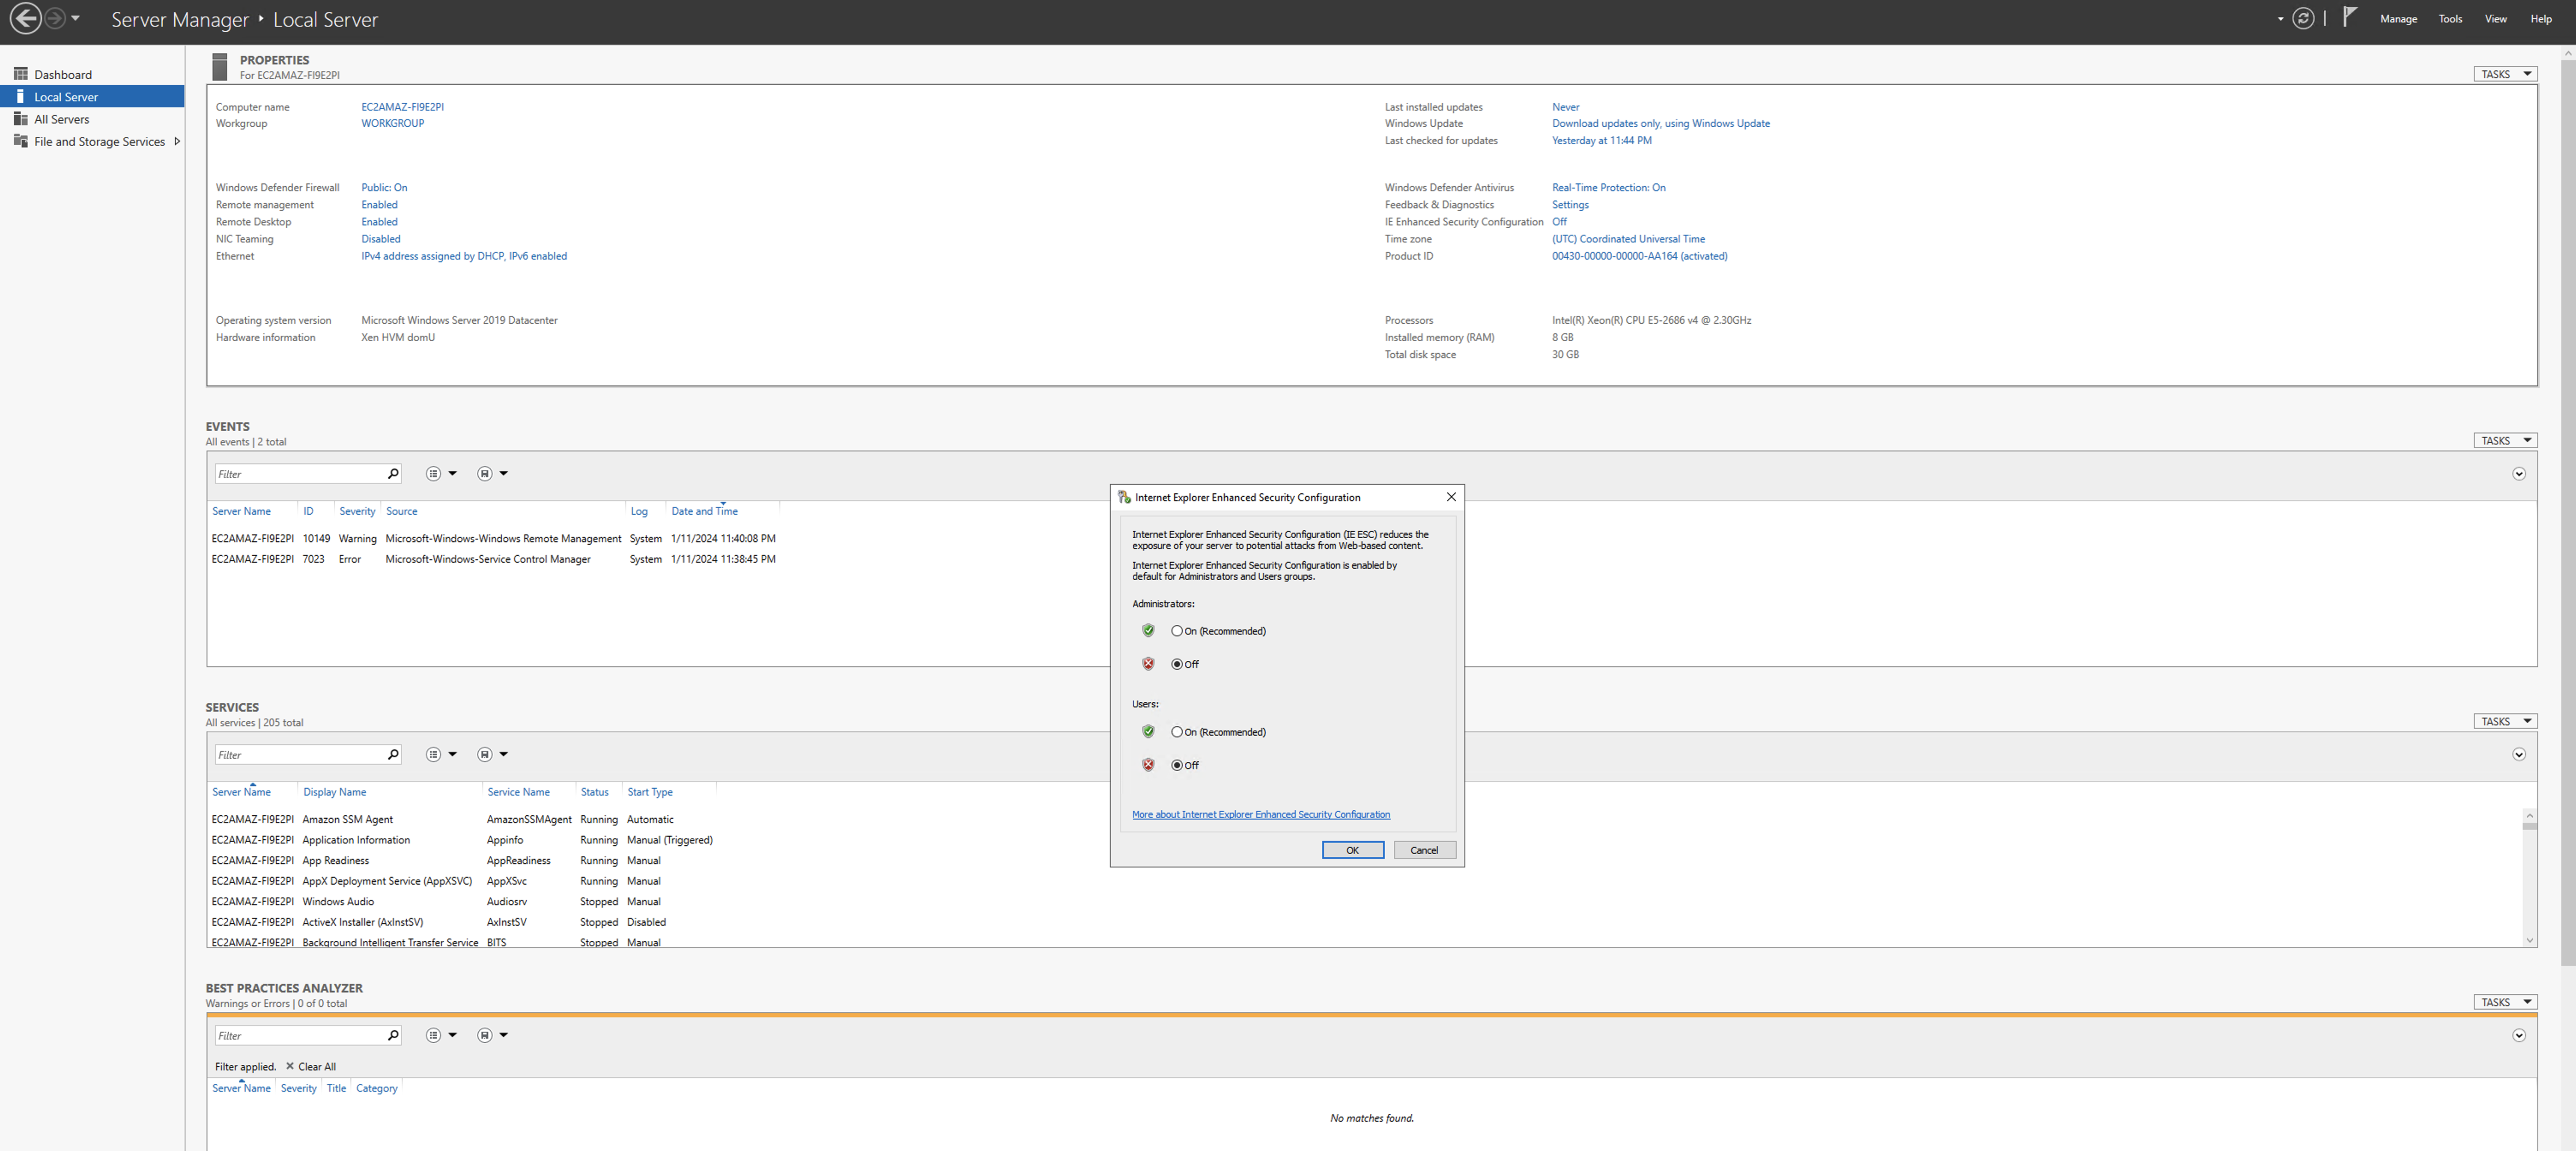 Server Manager ‣ Local Server
Manage Tools View Help
Dashboard
Local Server
All Servers
File and Storage Services
PROPERTIES
For EC2AMAZ-FI9E2PI
TASKS
Computer name EC2AMAZ-FI9E2PI
Workgroup WORKGROUP
Last installed updates Never
Windows Update Download updates only, using Windows Update
Last checked for updates Yesterday at 11:44 PM
Windows Defender Firewall Public: On
Remote management Enabled
Remote Desktop Enabled
NIC Teaming Disabled
Ethernet IPv4 address assigned by DHCP, IPv6 enabled
Windows Defender Antivirus Real-Time Protection: On
Feedback & Diagnostics Settings
IE Enhanced Security Configuration Off
Time zone (UTC) Coordinated Universal Time
Product ID 00430-00000-00000-AA164 (activated)
Operating system version Microsoft Windows Server 2019 Datacenter
Hardware information Xen HVM domU
Processors Intel(R) Xeon(R) CPU E5-2686 v4 @ 2.30GHz
Installed memory (RAM) 8 GB
Total disk space 30 GB
EVENTS
All events | 2 total
TASKS
Filter
Server Name ID Severity Source Log Date and Time
EC2AMAZ-FI9E2PI 10149 Warning Microsoft-Windows-Windows Remote Management System 1/11/2024 11:40:08 PM
EC2AMAZ-FI9E2PI 7023 Error Microsoft-Windows-Service Control Manager System 1/11/2024 11:38:45 PM
Internet Explorer Enhanced Security Configuration
Internet Explorer Enhanced Security Configuration (IE ESC) reduces the
exposure of your server to potential attacks from Web-based content.
Internet Explorer Enhanced Security Configuration is enabled by
default for Administrators and Users groups.
Administrators:
On (Recommended)
Off
Users:
On (Recommended)
Off
More about Internet Explorer Enhanced Security Configuration
OK Cancel
SERVICES
All services | 205 total
TASKS
Filter
Server Name Display Name Service Name Status Start Type
EC2AMAZ-FI9E2PI Amazon SSM Agent AmazonSSMAgent Running Automatic
EC2AMAZ-FI9E2PI Application Information Appinfo Running Manual (Triggered)
EC2AMAZ-FI9E2PI App Readiness AppReadiness Running Manual
EC2AMAZ-FI9E2PI AppX Deployment Service (AppXSVC) AppXSvc Running Manual
EC2AMAZ-FI9E2PI Windows Audio Audiosrv Stopped Manual
EC2AMAZ-FI9E2PI ActiveX Installer (AxInstSV) AxInstSV Stopped Disabled
EC2AMAZ-FI9E2PI Background Intelligent Transfer Service BITS Stopped Manual
BEST PRACTICES ANALYZER
Warnings or Errors | 0 of 0 total
TASKS
Filter
Filter applied. Clear All
Server Name Severity Title Category
No matches found.